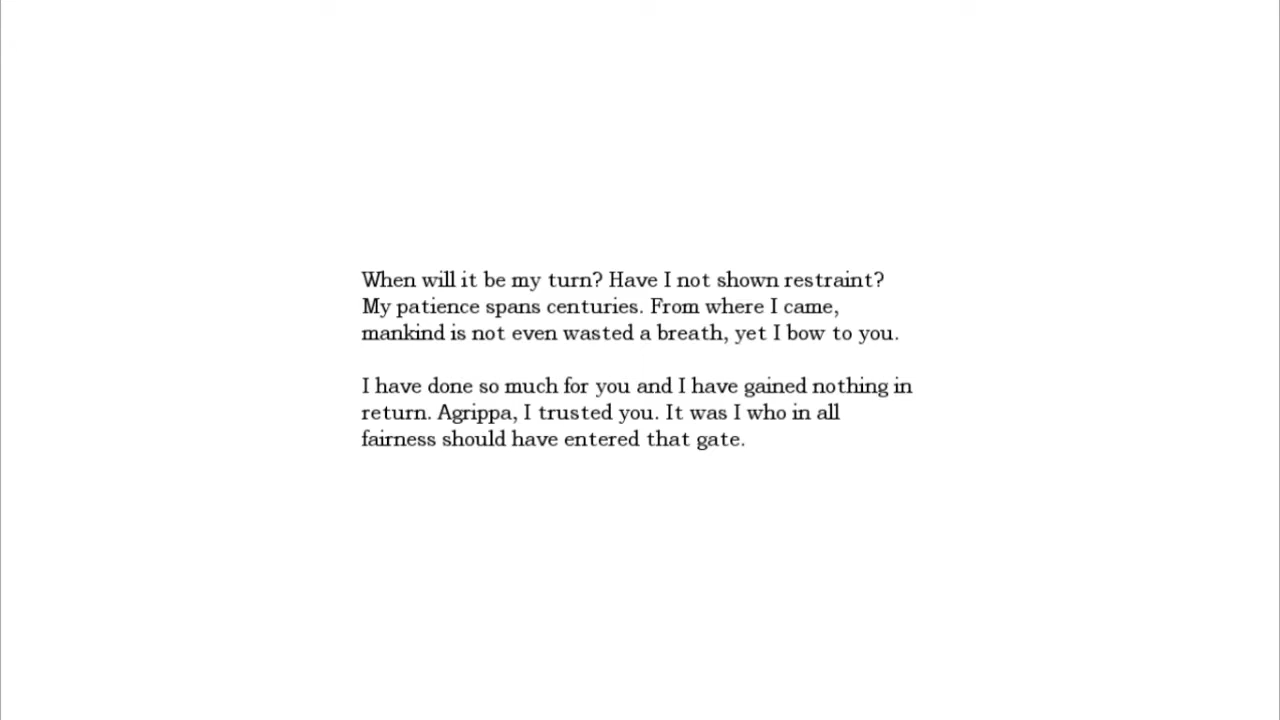 When will it be my turn? Have I not shown restraint?
My patience spans centuries. From where I came,
mankind is not even wasted a breath, yet I bow to you.
I have done so much for you and I have gained nothing in
return. Agrippa, I trusted you. It was I who in all
fairness should have entered that gate.